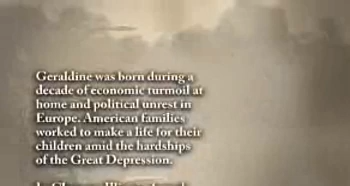 Geraldine was born during a
decade of economic turmoil at
home and political unrest in
Europe. American families
worked to make a life for their
children amid the hardships
of the Great Depression.